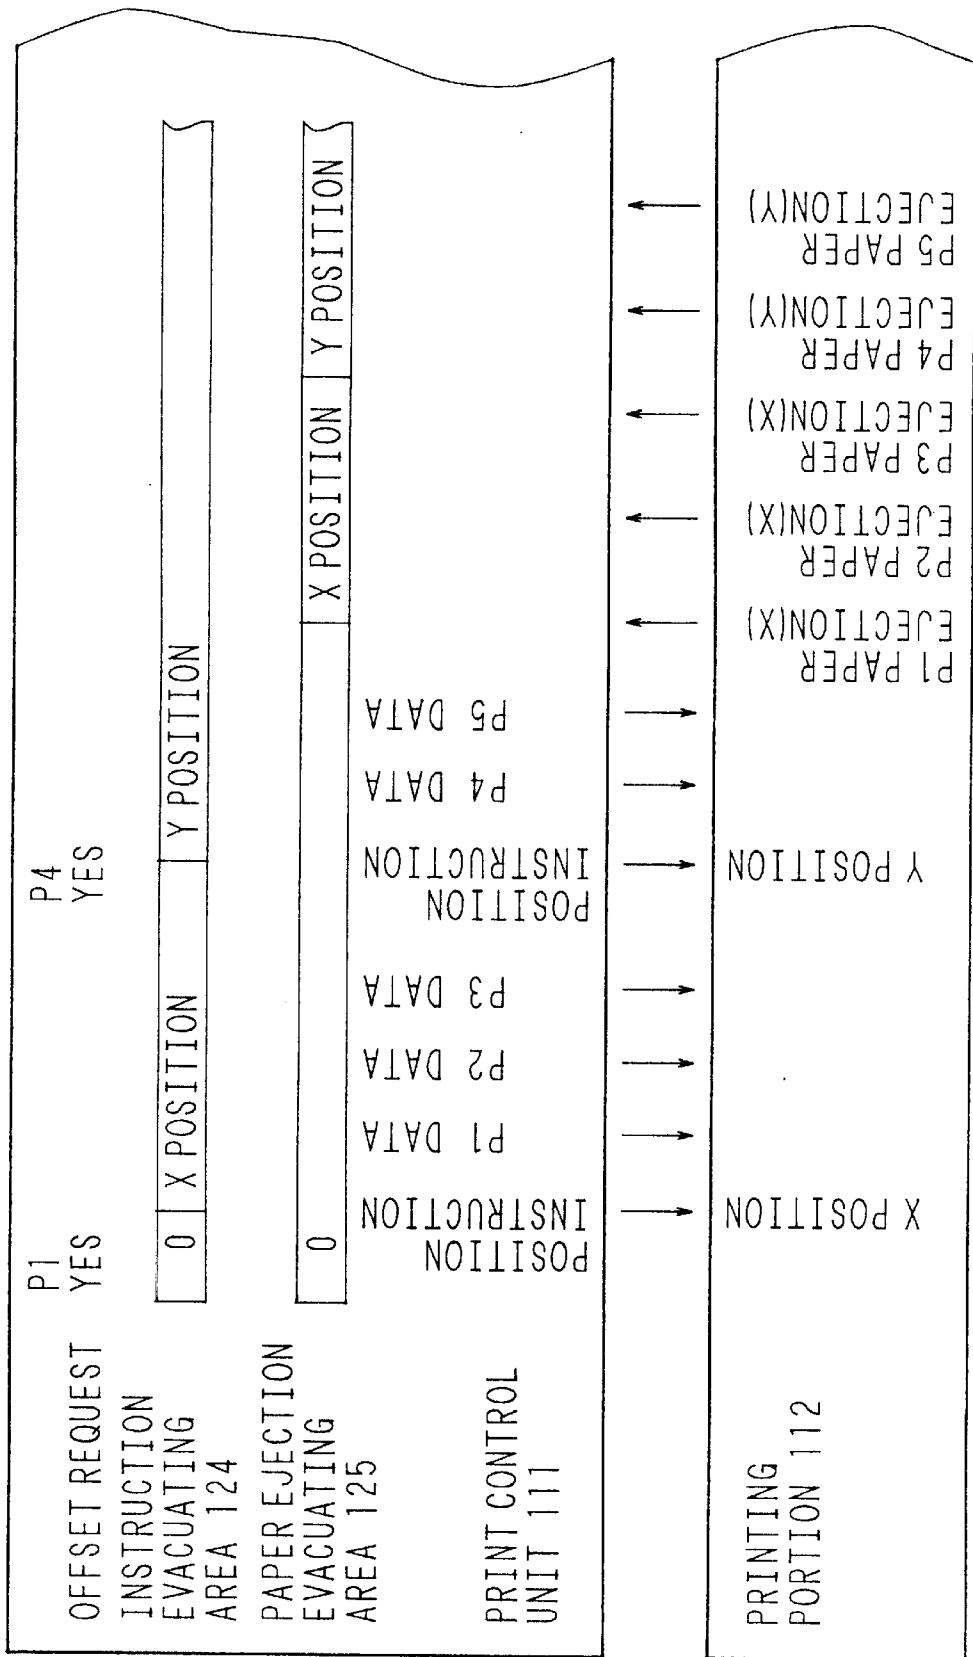 OFFSET REQUEST
P1
YES
P4
YES
INSTRUCTION
EVACUATING
AREA 124
0
X POSITION
Y POSITION
PAPER EJECTION
EVACUATING
AREA 125
0
X POSITION
Y POSITION
PRINT CONTROL
UNIT 111
POSITION
INSTRUCTION
P1 DATA
P2 DATA
P3 DATA
POSITION
INSTRUCTION
P4 DATA
P5 DATA
PRINTING
PORTION 112
X POSITION
Y POSITION
P1 PAPER
EJECTION(X)
P2 PAPER
EJECTION(X)
P3 PAPER
EJECTION(X)
P4 PAPER
EJECTION(Y)
P5 PAPER
EJECTION(Y)